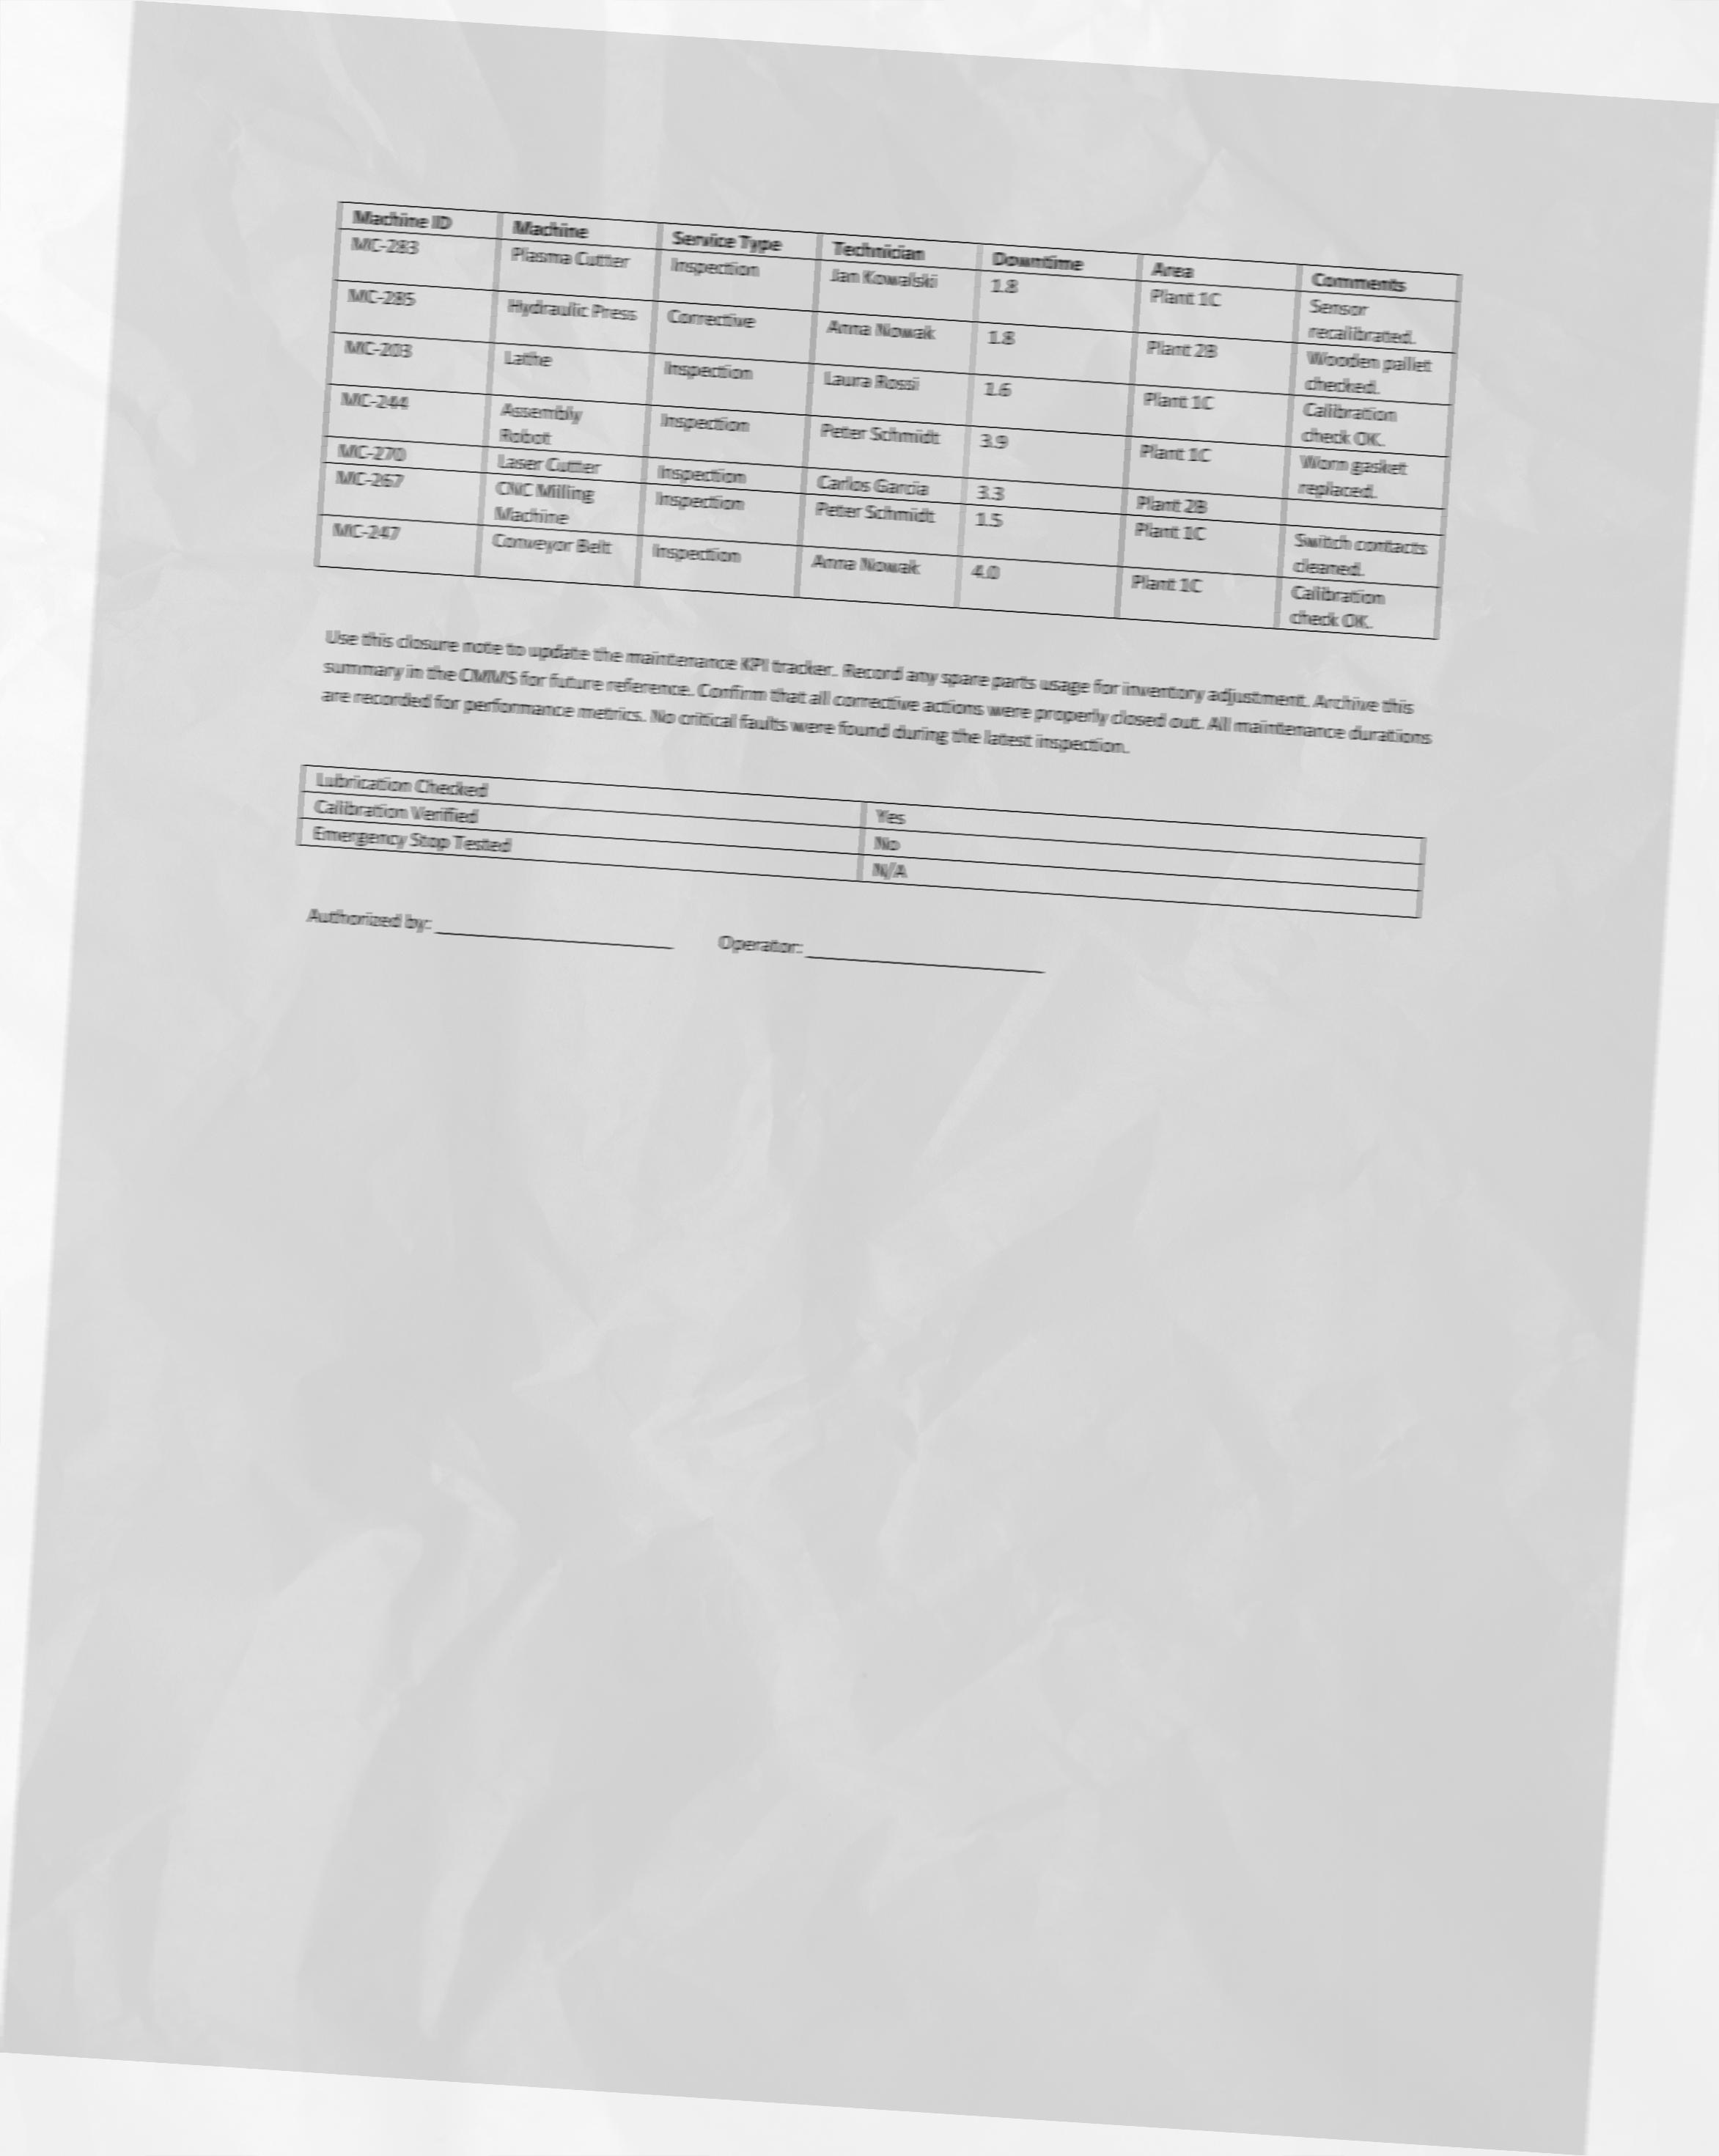 Machine ID Machine Service Type Technician Downtime Area Comments
MC-283 Plasma Cutter Inspection Jan Kowalski 1.8 Plant 1C Sensor
recalibrated.
MC-285 Hydraulic Press Corrective Anna Nowak 1.8 Plant 2B Wooden pallet
checked.
MC-203 Lathe Inspection Laura Rossi 1.6 Plant 1C Calibration
check OK.
MC-244 Assembly Inspection Peter Schmidt 3.9 Plant 1C Worn gasket
Robot replaced.
MC-270 Laser Cutter Inspection Carlos Garcia 3.3 Plant 2B
MC-267 CNC Milling Inspection Peter Schmidt 1.5 Plant 1C Switch contacts
Machine cleaned.
MC-247 Conveyor Belt Inspection Anna Nowak 4.0 Plant 1C Calibration
check OK.
Use this closure note to update the maintenance KPI tracker. Record any spare parts usage for inventory adjustment. Archive this
summary in the CMMS for future reference. Confirm that all corrective actions were properly closed out. All maintenance durations
are recorded for performance metrics. No critical faults were found during the latest inspection.
Lubrication Checked Yes
Calibration Verified No
Emergency Stop Tested N/A
Authorized by: Operator: